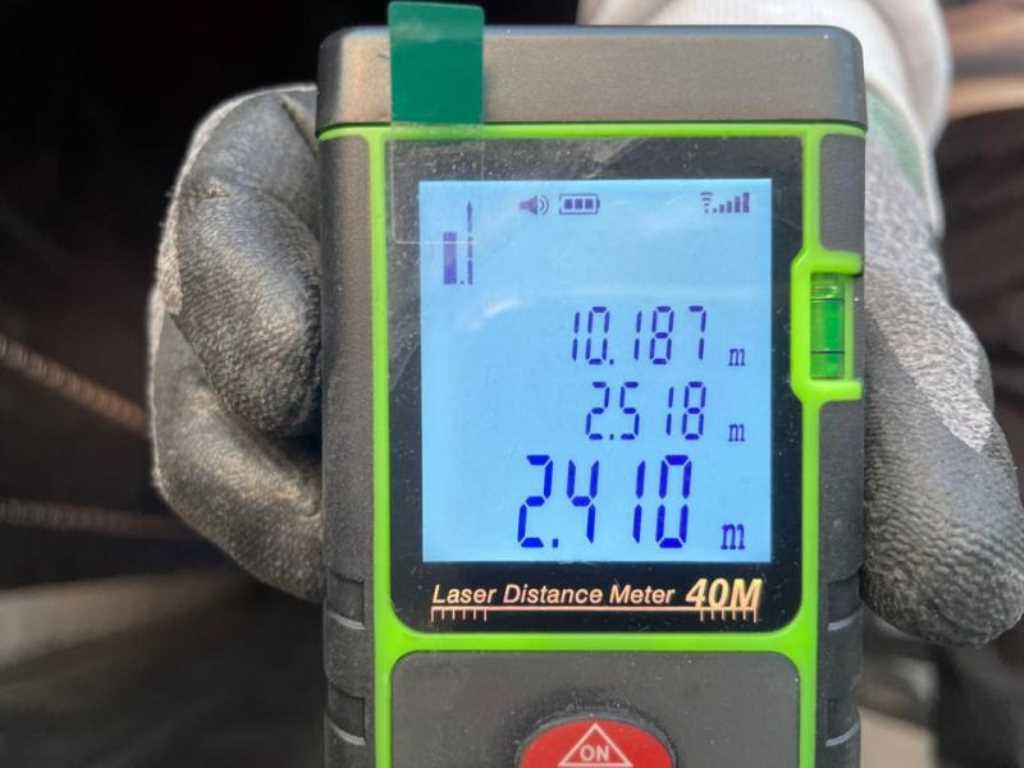 10.187 m
2.518 m
2.410 m
Laser Distance Meter 40M
ON